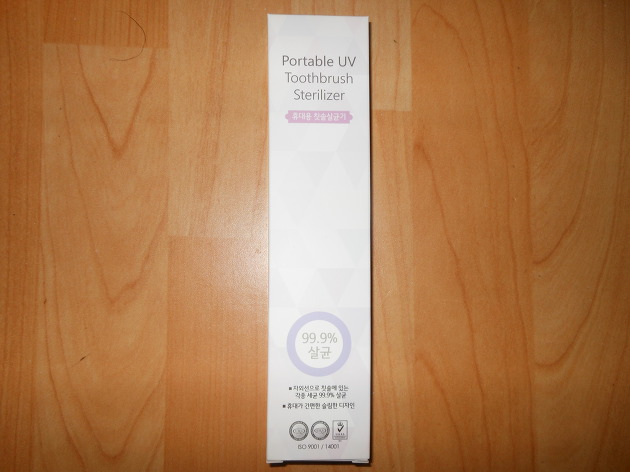 Portable UV
Toothbrush
Sterilizer
휴대용 칫솔살균기
99.9%
살균
■ 자외선으로 칫솔에 있는
각종 세균 99.9% 살균
■ 휴대가 간편한 슬림한 디자인
ISO 9001 / 14001